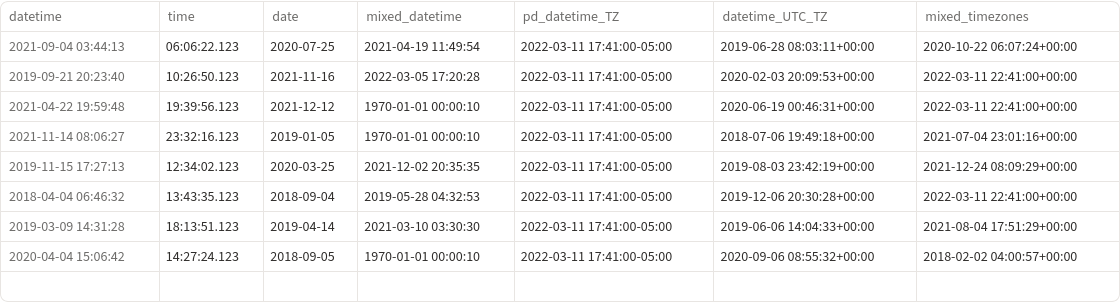 datetime time date mixed_datetime pd_datetime_TZ datetime_UTC_TZ mixed_timezones
2021-09-04 03:44:13 06:06:22.123 2020-07-25 2021-04-19 11:49:54 2022-03-11 17:41:00-05:00 2019-06-28 08:03:11+00:00 2020-10-22 06:07:24+00:00
2019-09-21 20:23:40 10:26:50.123 2021-11-16 2022-03-05 17:20:28 2022-03-11 17:41:00-05:00 2020-02-03 20:09:53+00:00 2022-03-11 22:41:00+00:00
2021-04-22 19:59:48 19:39:56.123 2021-12-12 1970-01-01 00:00:10 2022-03-11 17:41:00-05:00 2020-06-19 00:46:31+00:00 2022-03-11 22:41:00+00:00
2021-11-14 08:06:27 23:32:16.123 2019-01-05 1970-01-01 00:00:10 2022-03-11 17:41:00-05:00 2018-07-06 19:49:18+00:00 2021-07-04 23:01:16+00:00
2019-11-15 17:27:13 12:34:02.123 2020-03-25 2021-12-02 20:35:35 2022-03-11 17:41:00-05:00 2019-08-03 23:42:19+00:00 2021-12-24 08:09:29+00:00
2018-04-04 06:46:32 13:43:35.123 2018-09-04 2019-05-28 04:32:53 2022-03-11 17:41:00-05:00 2019-12-06 20:30:28+00:00 2022-03-11 22:41:00+00:00
2019-03-09 14:31:28 18:13:51.123 2019-04-14 2021-03-10 03:30:30 2022-03-11 17:41:00-05:00 2019-06-06 14:04:33+00:00 2021-08-04 17:51:29+00:00
2020-04-04 15:06:42 14:27:24.123 2018-09-05 1970-01-01 00:00:10 2022-03-11 17:41:00-05:00 2020-09-06 08:55:32+00:00 2018-02-02 04:00:57+00:00